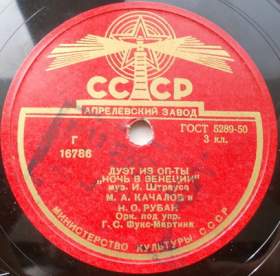 СССР
АПРЕЛЕВСКИЙ ЗАВОД
Г
16786
ГОСТ 5289-50
3 кл.
ДУЭТ ИЗ ОП-ТЫ
„НОЧЬ В ВЕНЕЦИИ"
муз. И. Штрауса
М. А. КАЧАЛОВ и
Н. О. РУБАН
Орк. под упр.
Г. С. Фукс-Мартина
МИНИСТЕРСТВО КУЛЬТУРЫ СССР